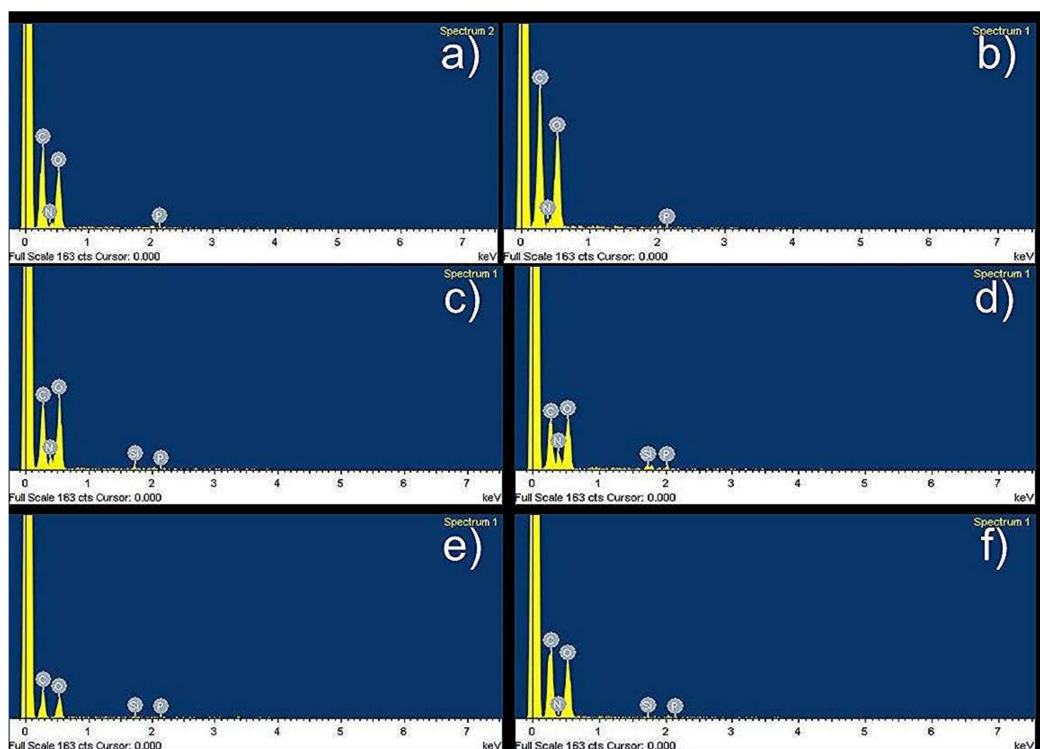 Spectrum 2
a)
C
O
N
P
0 1 2 3 4 5 6 7
Full Scale 163 cts Cursor: 0.000 keV
Spectrum 1
b)
C
O
N
P
0 1 2 3 4 5 6 7
Full Scale 163 cts Cursor: 0.000 keV
Spectrum 1
c)
O
C
N
Si
P
0 1 2 3 4 5 6 7
Full Scale 163 cts Cursor: 0.000 keV
Spectrum 1
d)
C
O
N
Si
P
0 1 2 3 4 5 6 7
Full Scale 163 cts Cursor: 0.000 keV
Spectrum 1
e)
C
O
Si
P
0 1 2 3 4 5 6 7
Full Scale 163 cts Cursor: 0.000 keV
Spectrum 1
f)
C
O
N
Si
P
0 1 2 3 4 5 6 7
Full Scale 163 cts Cursor: 0.000 keV